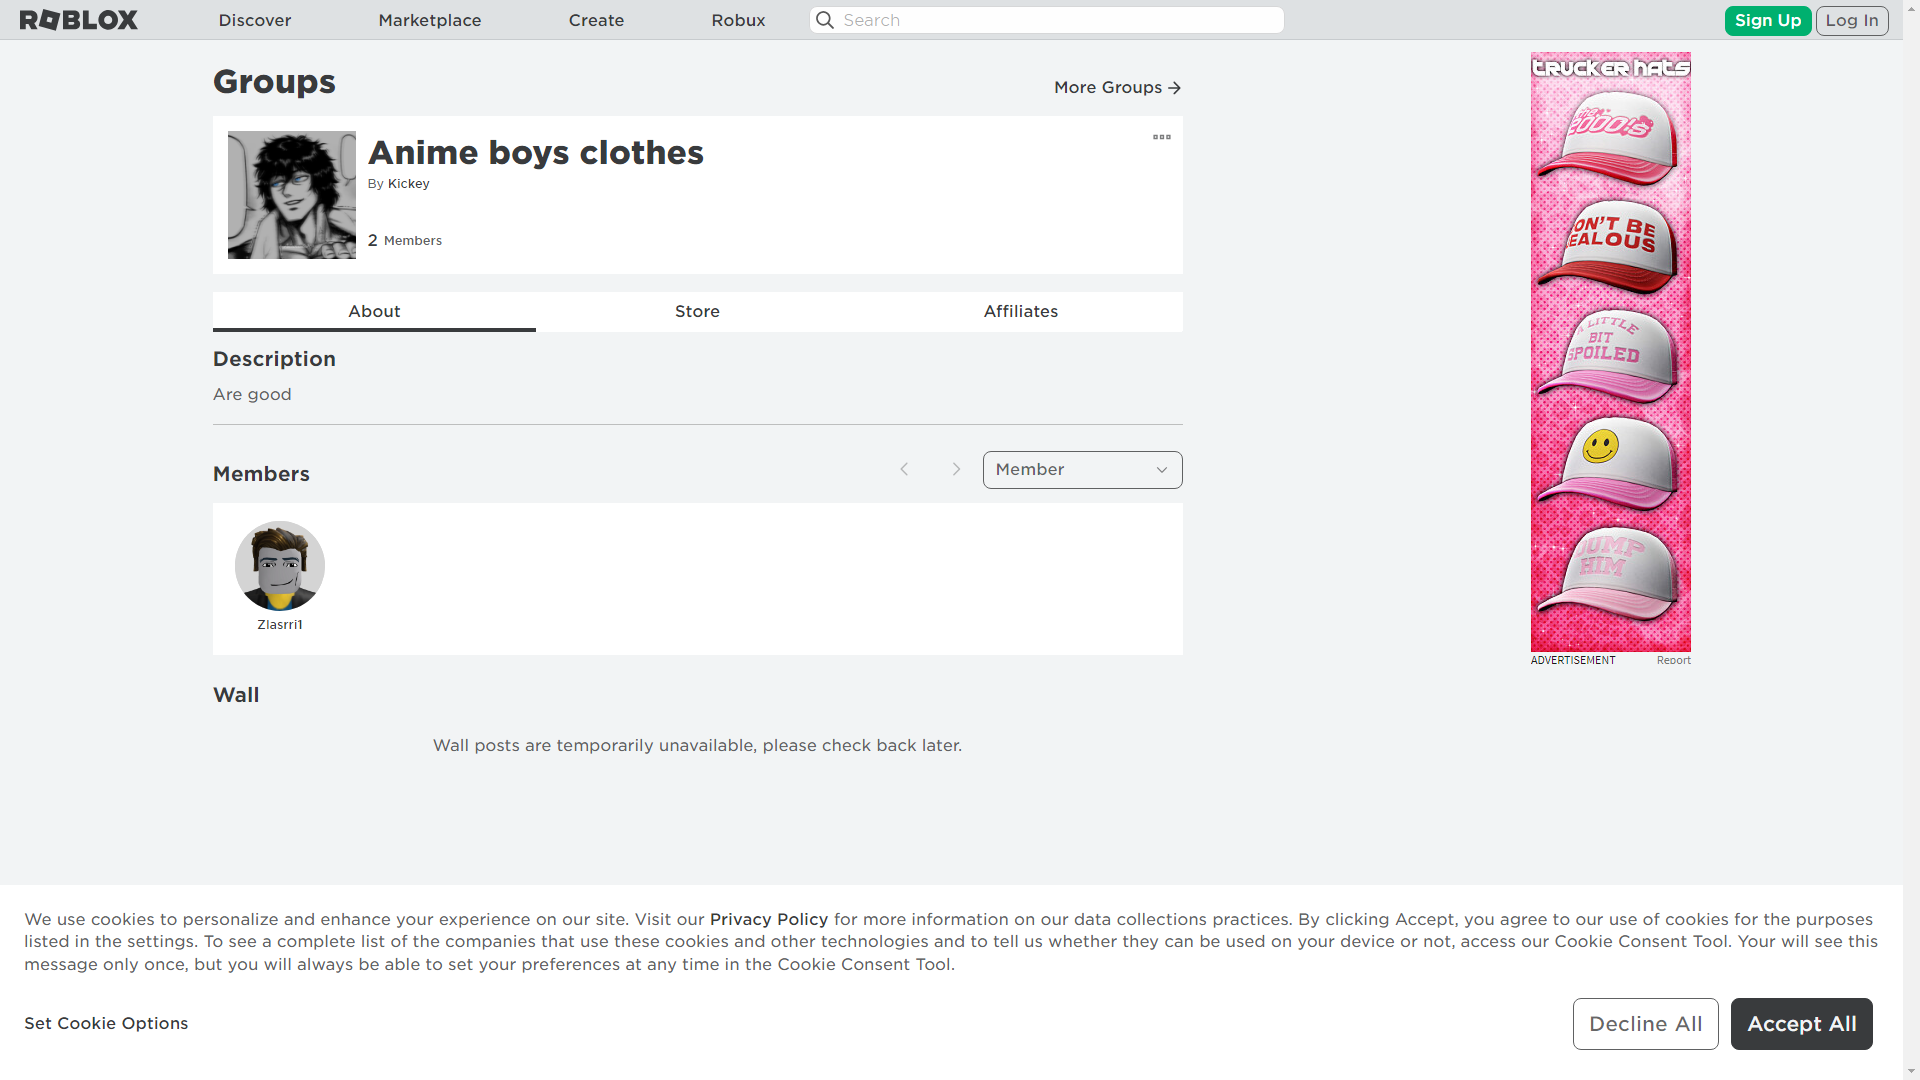 ROBLOX
Discover
Marketplace
Create
Robux
Search
Sign Up
Log In
Groups
More Groups
Anime boys clothes
By Kickey
2 Members
About
Store
Affiliates
Description
Are good
Members
Member
Zlasrri1
Wall
Wall posts are temporarily unavailable, please check back later.
trucker hats
the 2000!s
ON'T BE
EALOUS
A LITTLE
BIT
SPOILED
JUMP
HIM
ADVERTISEMENT
Report
We use cookies to personalize and enhance your experience on our site. Visit our Privacy Policy for more information on our data collections practices. By clicking Accept, you agree to our use of cookies for the purposes
listed in the settings. To see a complete list of the companies that use these cookies and other technologies and to tell us whether they can be used on your device or not, access our Cookie Consent Tool. Your will see this
message only once, but you will always be able to set your preferences at any time in the Cookie Consent Tool.
Set Cookie Options
Decline All
Accept All